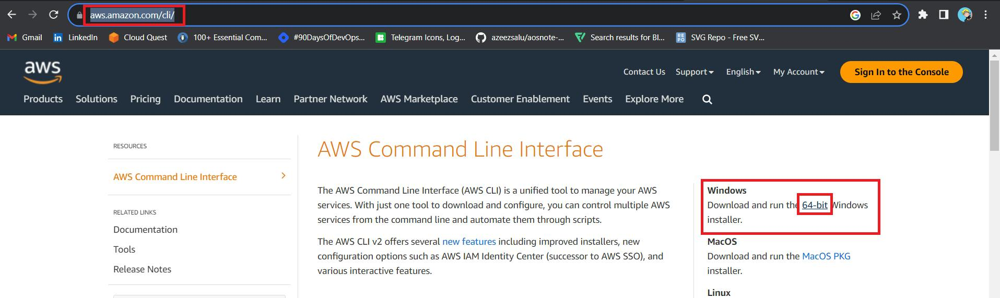 aws.amazon.com/cli/
Gmail LinkedIn Cloud Quest 100+ Essential Com... #90DaysOfDevOps... Telegram Icons, Log... azeezsalu/aosnote-... Search results for Bl... REPO SVG Repo - Free SV...
aws
Contact Us Support English My Account Sign In to the Console
Products Solutions Pricing Documentation Learn Partner Network AWS Marketplace Customer Enablement Events Explore More
RESOURCES
AWS Command Line Interface
RELATED LINKS
Documentation
Tools
Release Notes
AWS Command Line Interface
The AWS Command Line Interface (AWS CLI) is a unified tool to manage your AWS
services. With just one tool to download and configure, you can control multiple AWS
services from the command line and automate them through scripts.
The AWS CLI v2 offers several new features including improved installers, new
configuration options such as AWS IAM Identity Center (successor to AWS SSO), and
various interactive features.
Windows
Download and run the 64-bit Windows
installer.
MacOS
Download and run the MacOS PKG
installer.
Linux